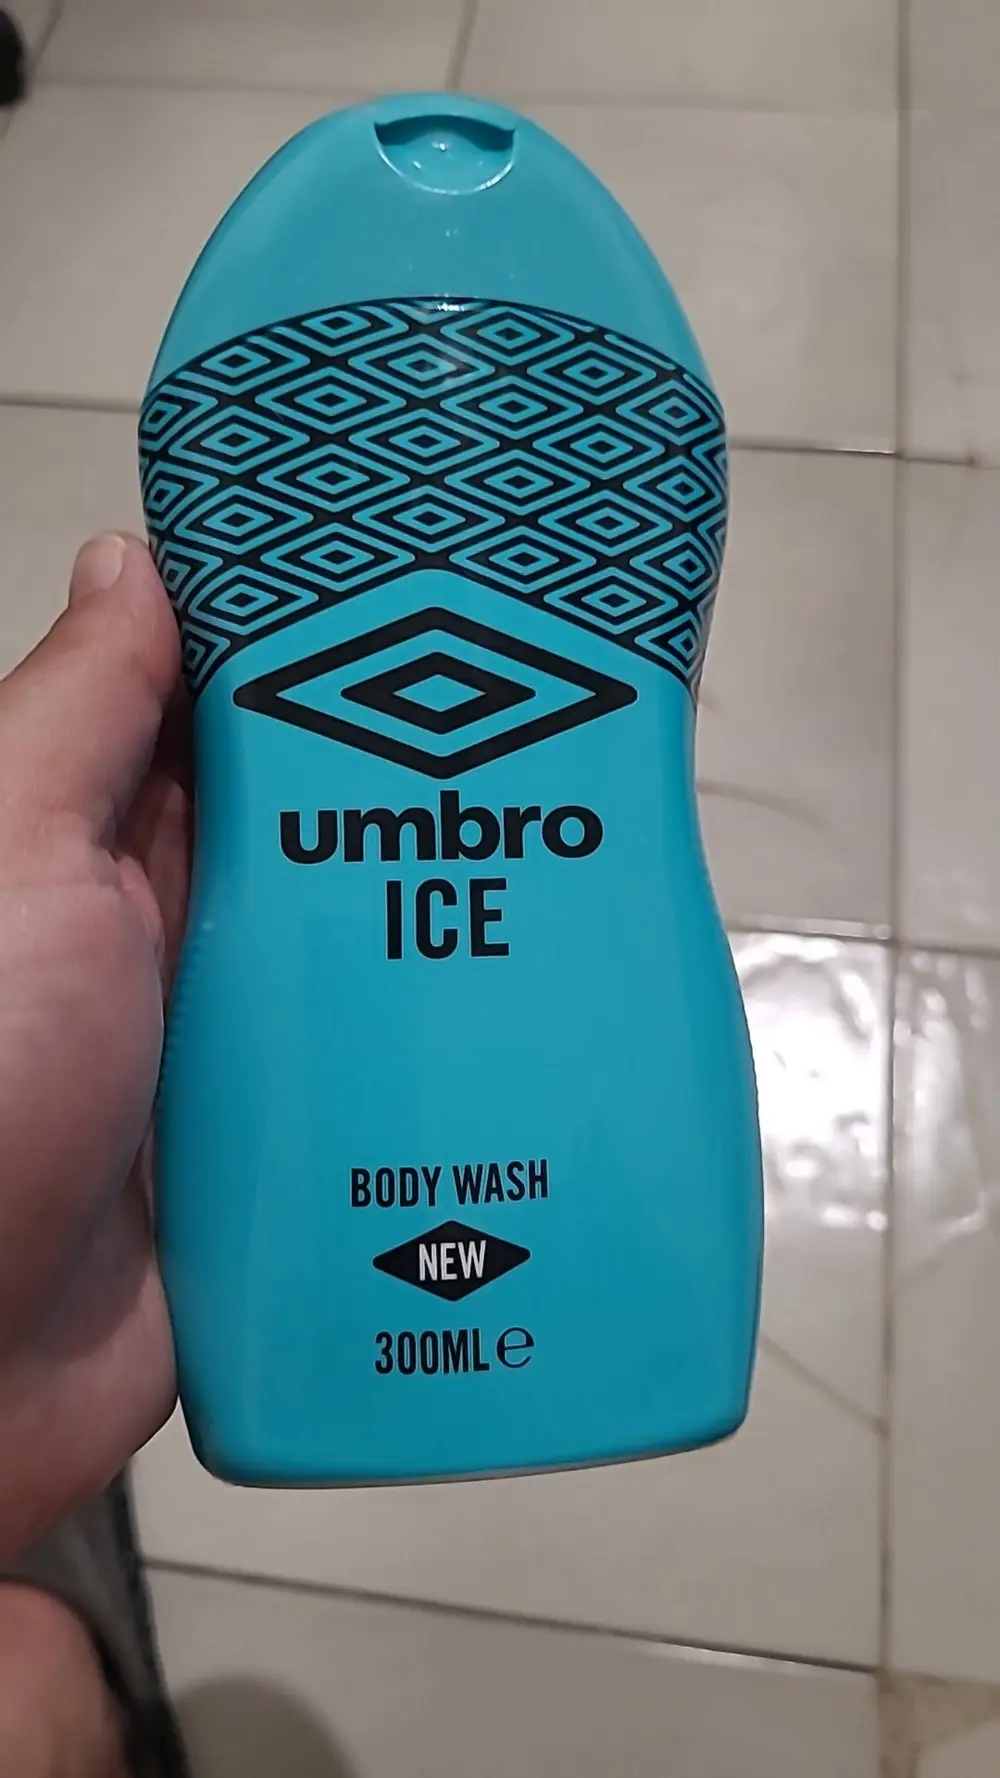 umbro
ICE
BODY WASH
NEW
300ML e